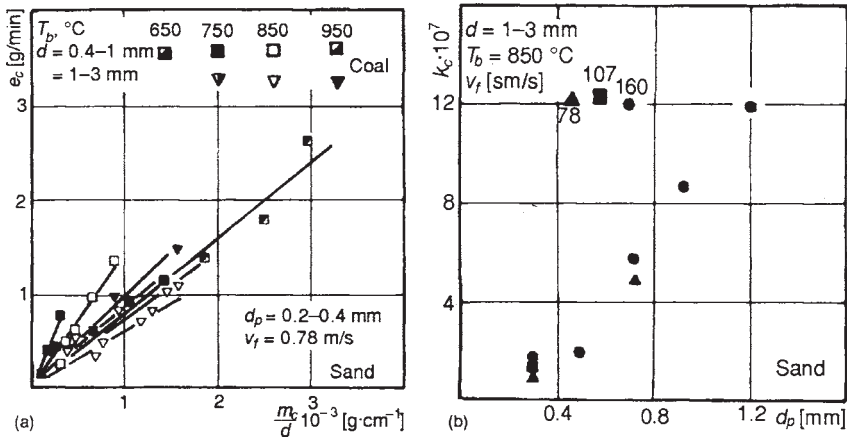 T_b, °C 650 750 850 950
d = 0.4–1 mm
= 1–3 mm
Coal
e_c [g/min]
3
2
1
d_p = 0.2–0.4 mm
v_f = 0.78 m/s
Sand
1 2 3
(a)
m_c/d 10⁻³ [g·cm⁻¹]
k_c·10⁷
d = 1–3 mm
T_b = 850 °C
v_f [sm/s]
107
160
78
12
8
4
Sand
0.4 0.8 1.2 d_p [mm]
(b)